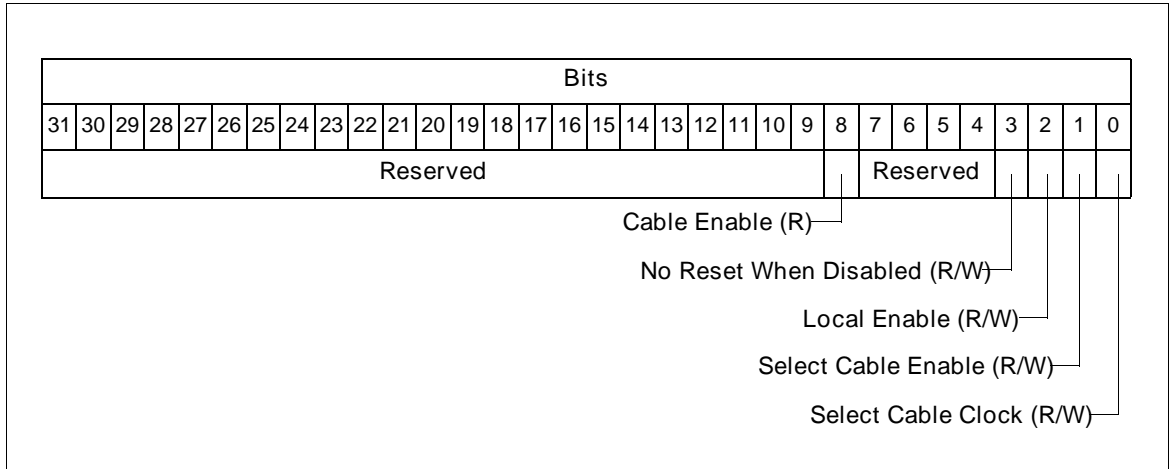 Bits
31 30 29 28 27 26 25 24 23 22 21 20 19 18 17 16 15 14 13 12 11 10 9 8 7 6 5 4 3 2 1 0
Reserved Reserved
Cable Enable (R)
No Reset When Disabled (R/W)
Local Enable (R/W)
Select Cable Enable (R/W)
Select Cable Clock (R/W)